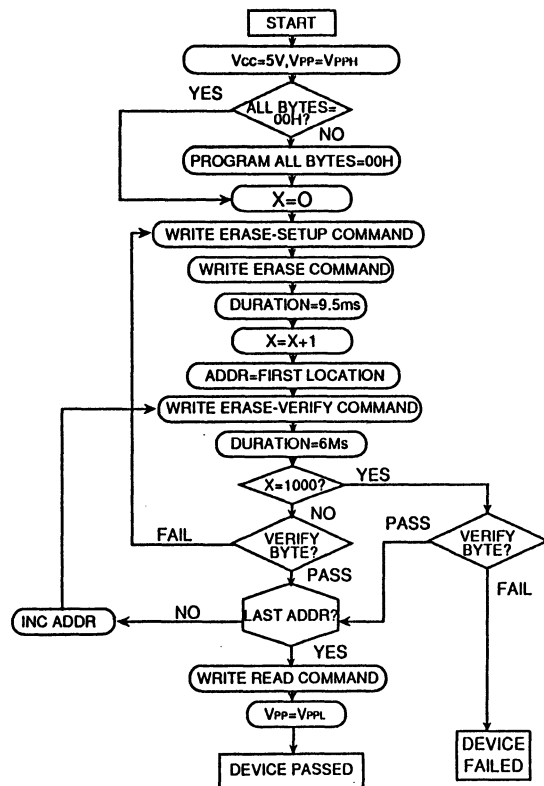 START
VCC=5V,VPP=VPPH
YES
ALL BYTES=
00H?
NO
PROGRAM ALL BYTES=00H
X=O
WRITE ERASE-SETUP COMMAND
WRITE ERASE COMMAND
DURATION=9.5ms
X=X+1
ADDR=FIRST LOCATION
WRITE ERASE-VERIFY COMMAND
DURATION=6Ms
X=1000?
YES
NO
FAIL
VERIFY
BYTE?
PASS
VERIFY
BYTE?
PASS
FAIL
INC ADDR
NO
LAST ADDR?
YES
WRITE READ COMMAND
VPP=VPPL
DEVICE PASSED
DEVICE
FAILED